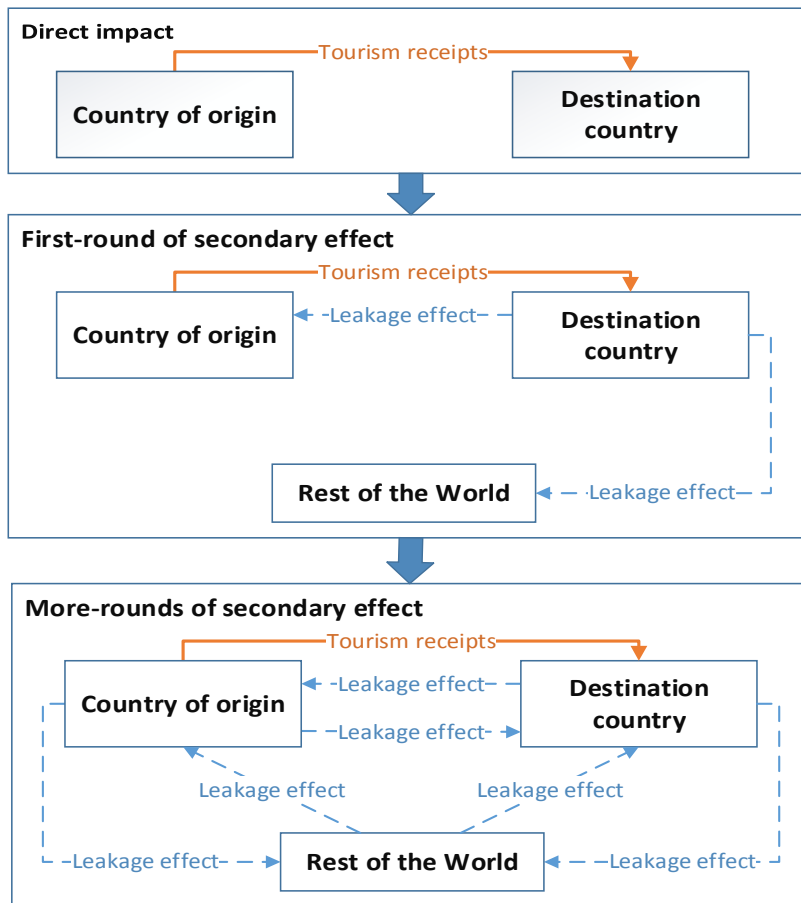 Direct impact
Tourism receipts
Country of origin
Destination
country
First-round of secondary effect
Tourism receipts
Country of origin
Leakage effect
Destination
country
Rest of the World
Leakage effect
More-rounds of secondary effect
Tourism receipts
Country of origin
Leakage effect
Leakage effect
Destination
country
Leakage effect
Leakage effect
Leakage effect
Rest of the World
Leakage effect